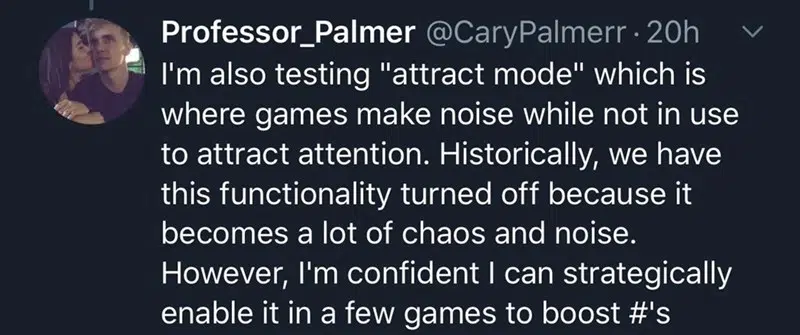 Professor_Palmer @CaryPalmerr · 20h
I'm also testing "attract mode" which is
where games make noise while not in use
to attract attention. Historically, we have
this functionality turned off because it
becomes a lot of chaos and noise.
However, I'm confident I can strategically
enable it in a few games to boost #'s